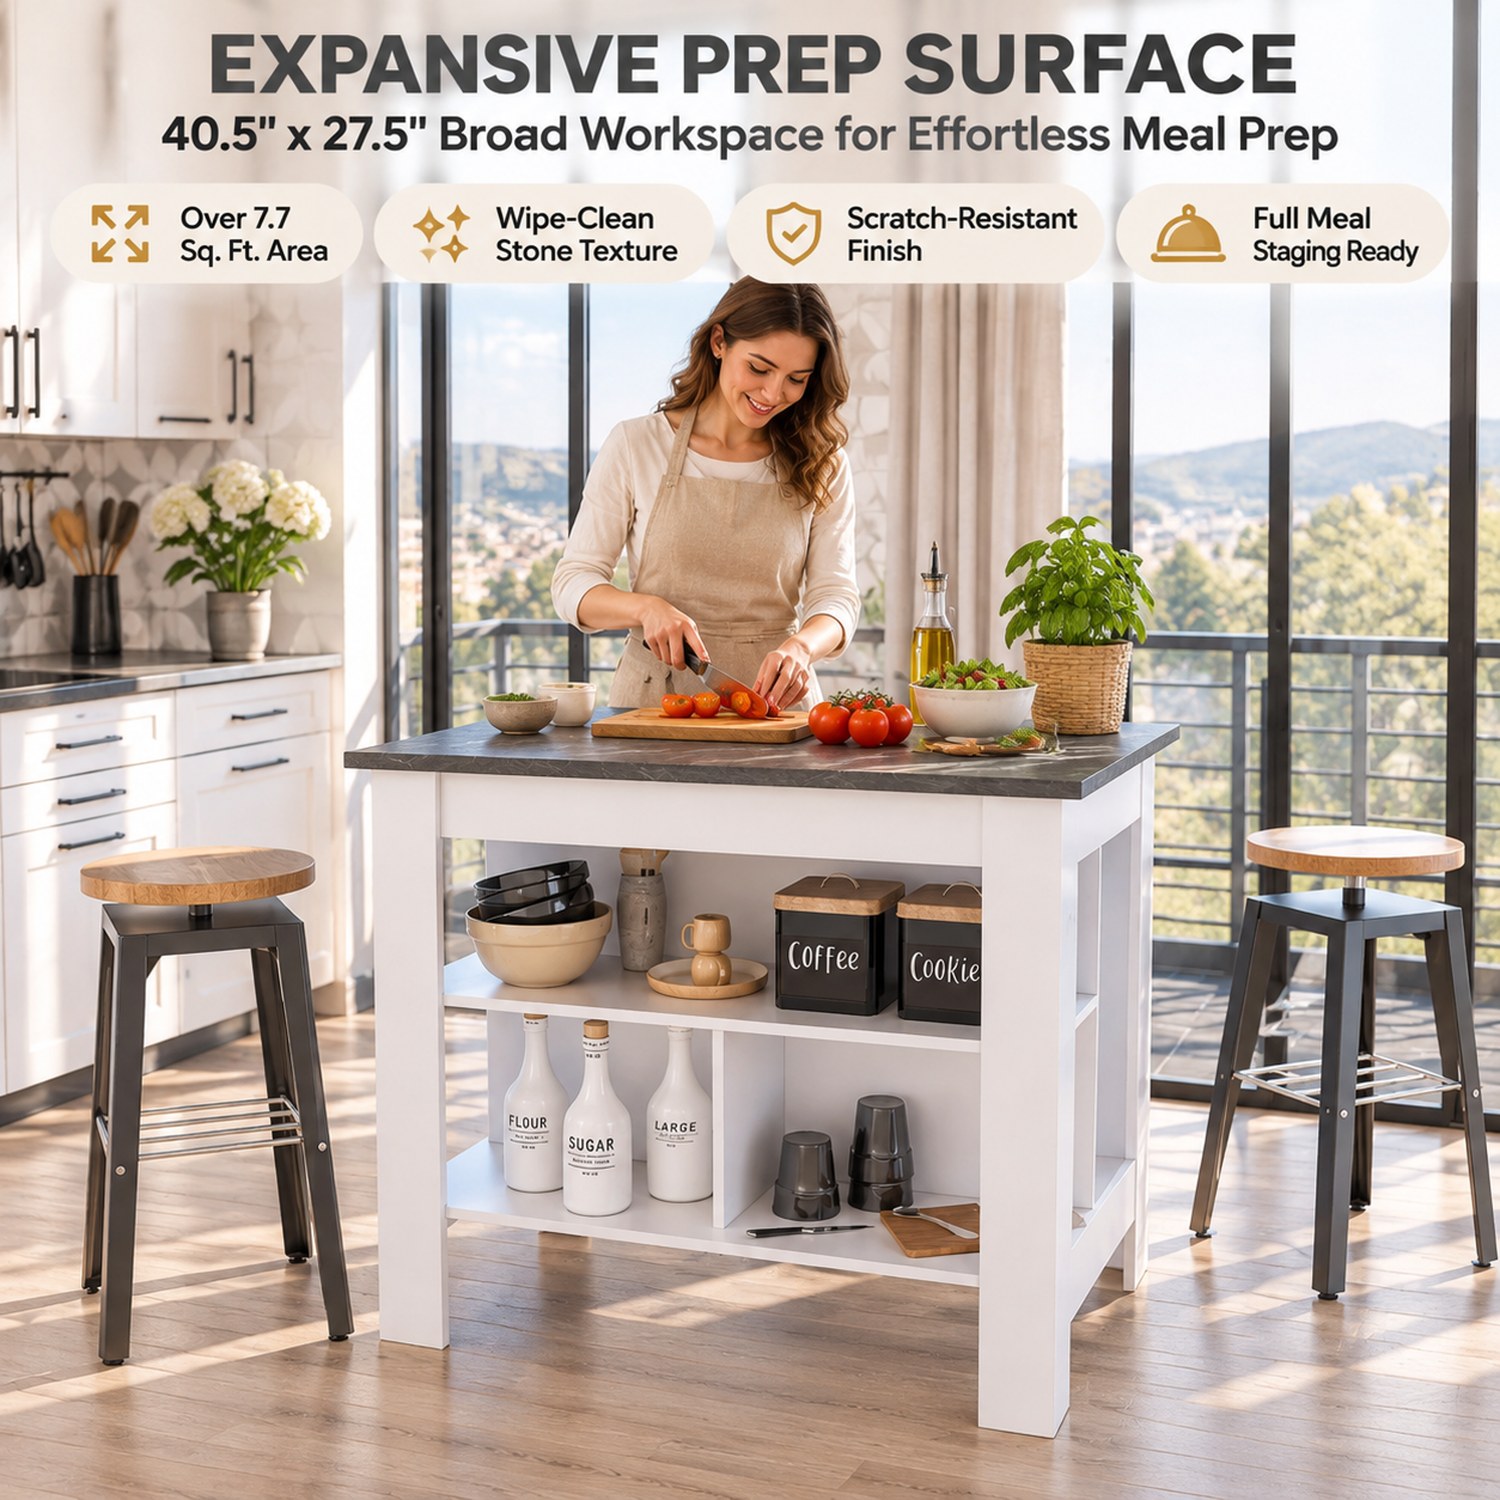 EXPANSIVE PREP SURFACE
40.5" x 27.5" Broad Workspace for Effortless Meal Prep
Over 7.7
Sq. Ft. Area
Wipe-Clean
Stone Texture
Scratch-Resistant
Finish
Full Meal
Staging Ready
Coffee
Cookie
FLOUR
SUGAR
LARGE